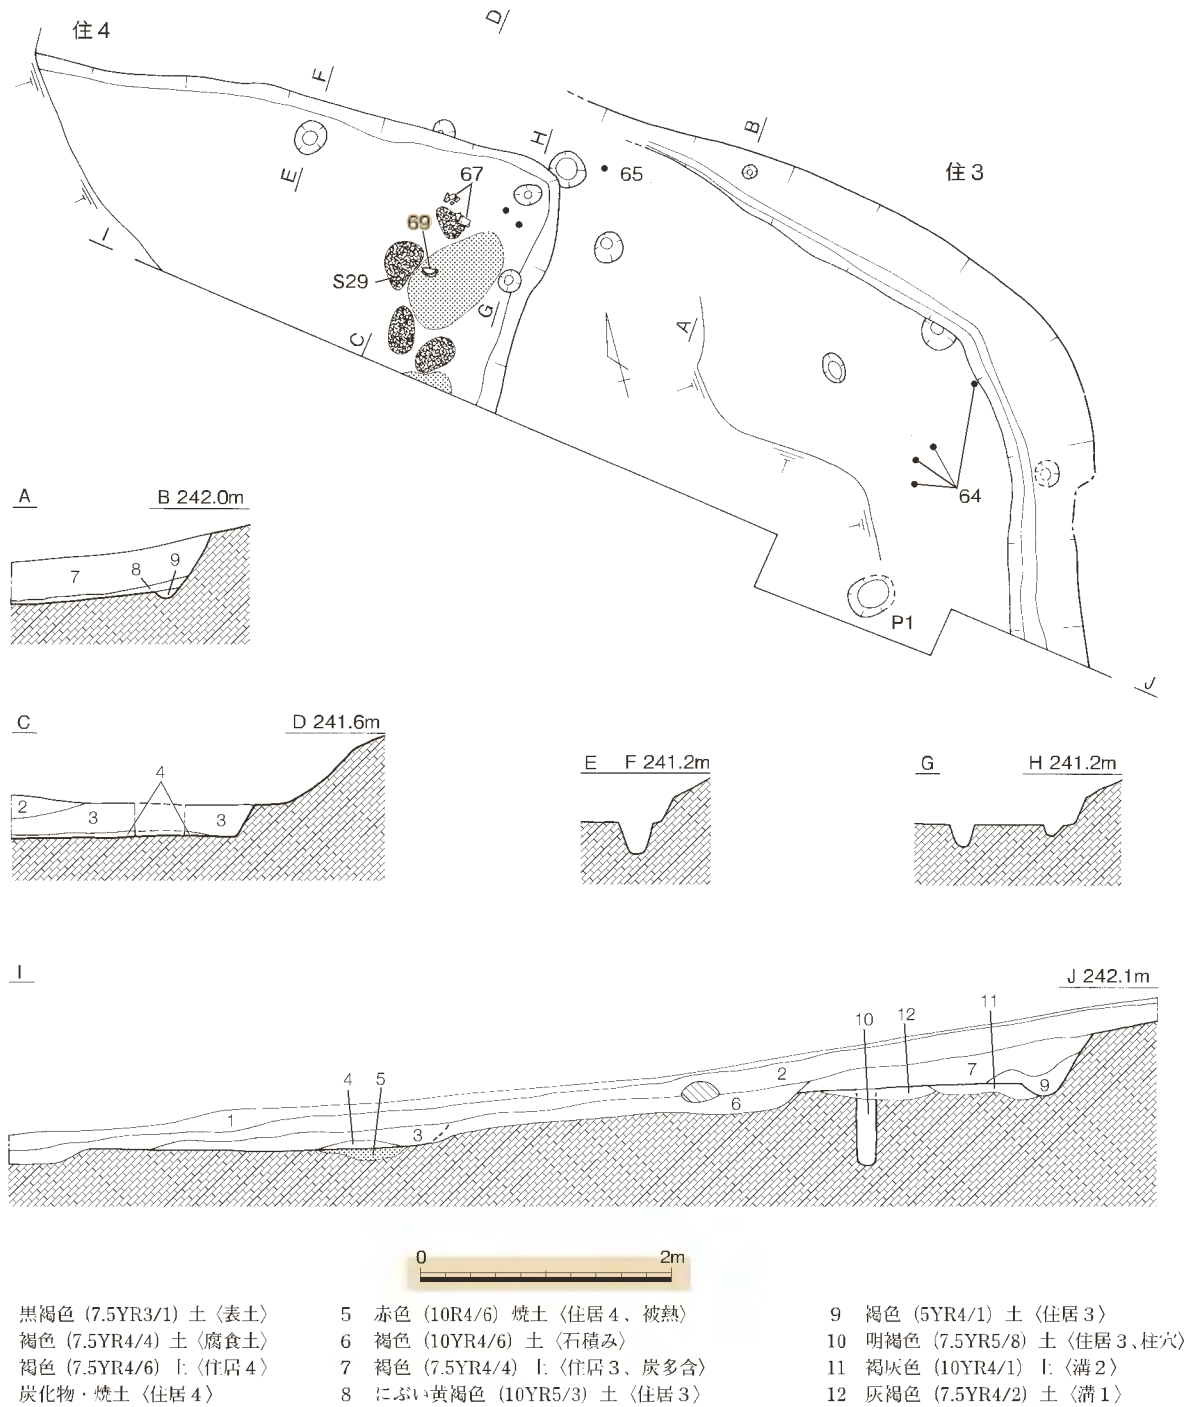 住4
D
F
B
H
E
67
65
住3
69
I
S29
G
A
C
64
P1
J
A
B 242.0m
7
8
9
C
D 241.6m
2
3
4
3
E
F 241.2m
G
H 241.2m
I
J 242.1m
1
4
5
3
6
2
10
12
7
11
9
0 2m
黒褐色 (7.5YR3/1) 土〈表土〉
褐色 (7.5YR4/4) 土〈腐食土〉
褐色 (7.5YR4/6) 土〈住居4〉
炭化物・焼土〈住居4〉
5 赤色 (10R4/6) 焼土〈住居4、被熱〉
6 褐色 (10YR4/6) 土〈石積み〉
7 褐色 (7.5YR4/4) 土〈住居3、炭多含〉
8 にぶい黄褐色 (10YR5/3) 土〈住居3〉
9 褐色 (5YR4/1) 土〈住居3〉
10 明褐色 (7.5YR5/8) 土〈住居3、柱穴〉
11 褐灰色 (10YR4/1) 土〈溝2〉
12 灰褐色 (7.5YR4/2) 土〈溝1〉